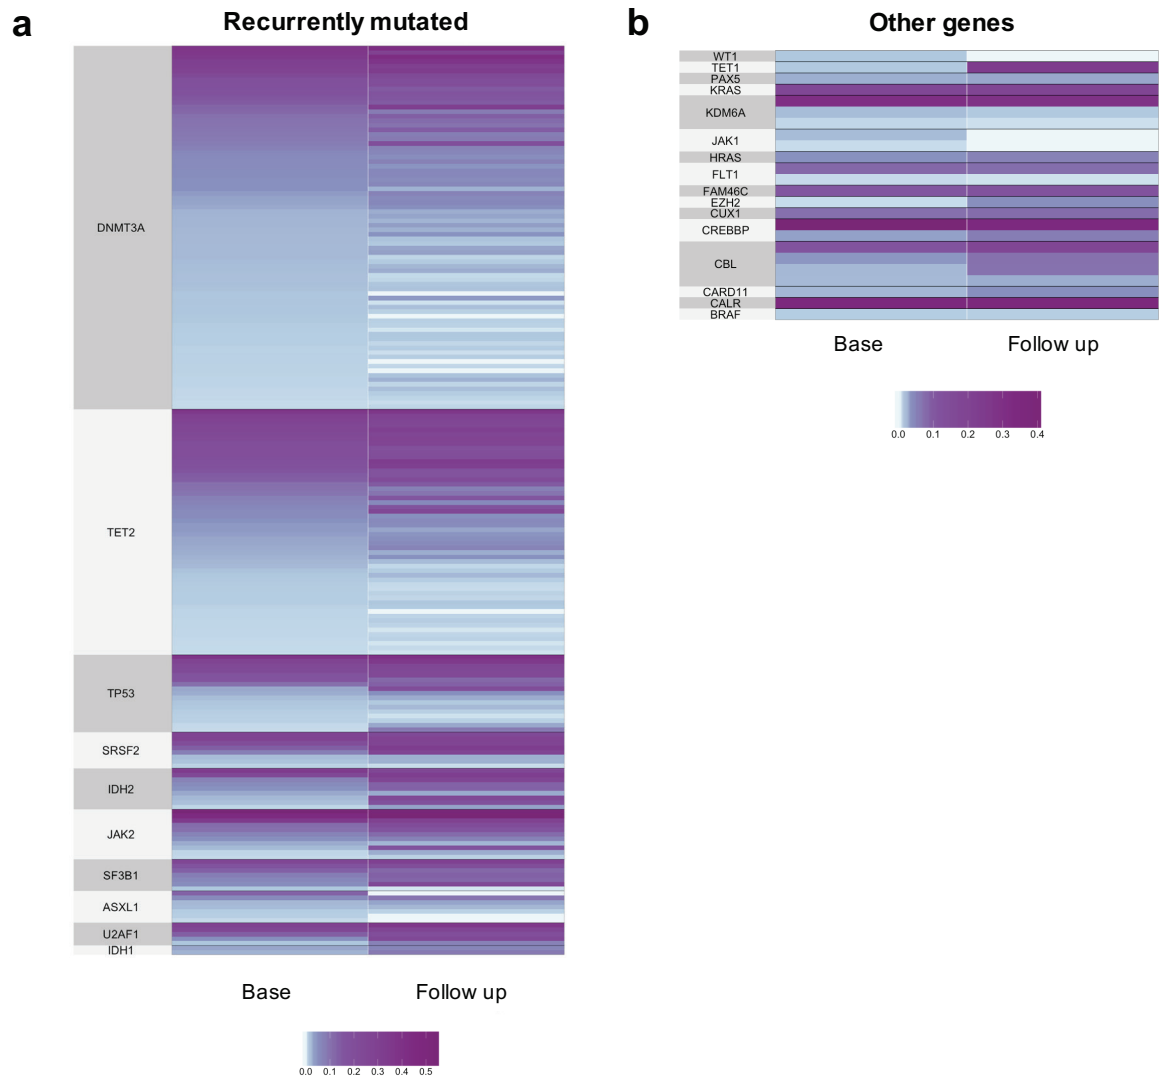 a
Recurrently mutated
DNMT3A
TET2
TP53
SRSF2
IDH2
JAK2
SF3B1
ASXL1
U2AF1
IDH1
Base
Follow up
0.0 0.1 0.2 0.3 0.4 0.5
b
Other genes
WT1
TET1
PAX5
KRAS
KDM6A
JAK1
HRAS
FLT1
FAM46C
EZH2
CUX1
CREBBP
CBL
CARD11
CALR
BRAF
Base
Follow up
0.0 0.1 0.2 0.3 0.4